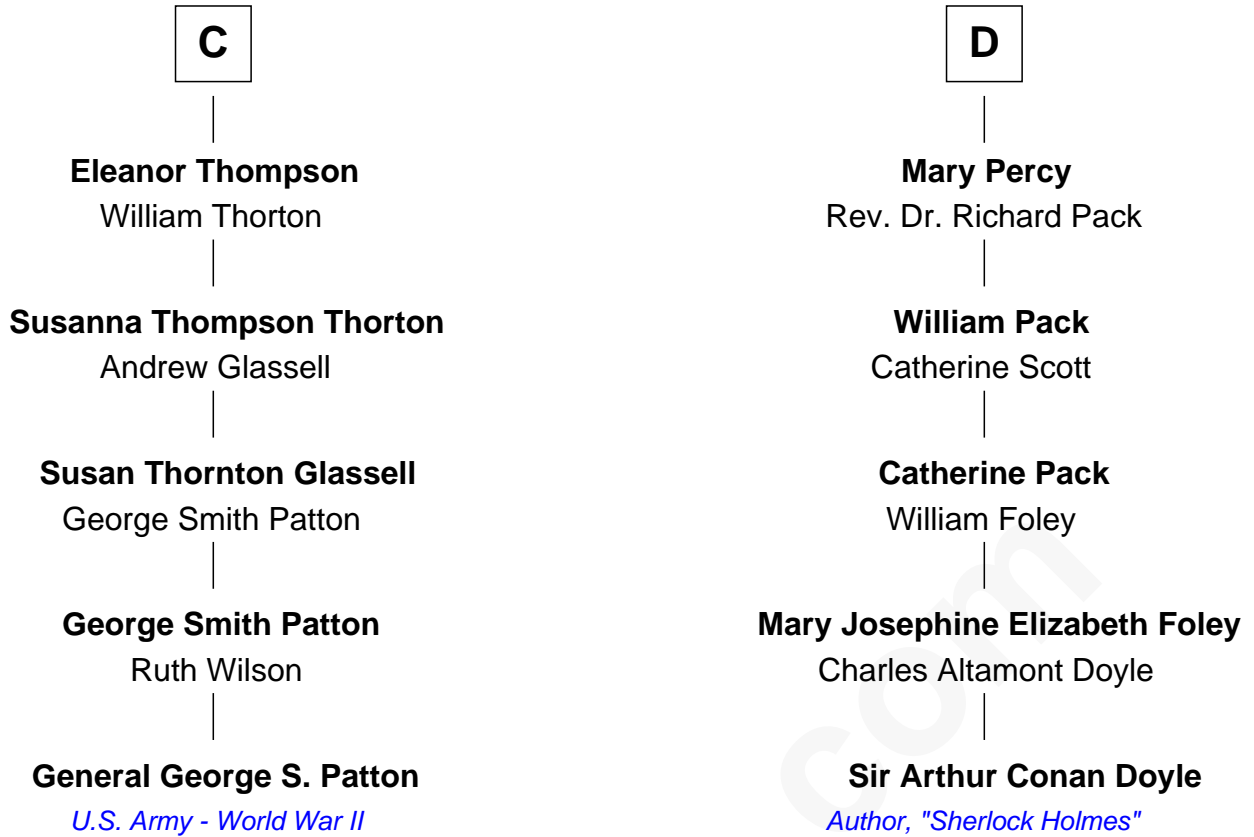 C
Eleanor Thompson
William Thorton
Susanna Thompson Thorton
Andrew Glassell
Susan Thornton Glassell
George Smith Patton
George Smith Patton
Ruth Wilson
General George S. Patton
U.S. Army - World War II
D
Mary Percy
Rev. Dr. Richard Pack
William Pack
Catherine Scott
Catherine Pack
William Foley
Mary Josephine Elizabeth Foley
Charles Altamont Doyle
Sir Arthur Conan Doyle
Author, "Sherlock Holmes"
com